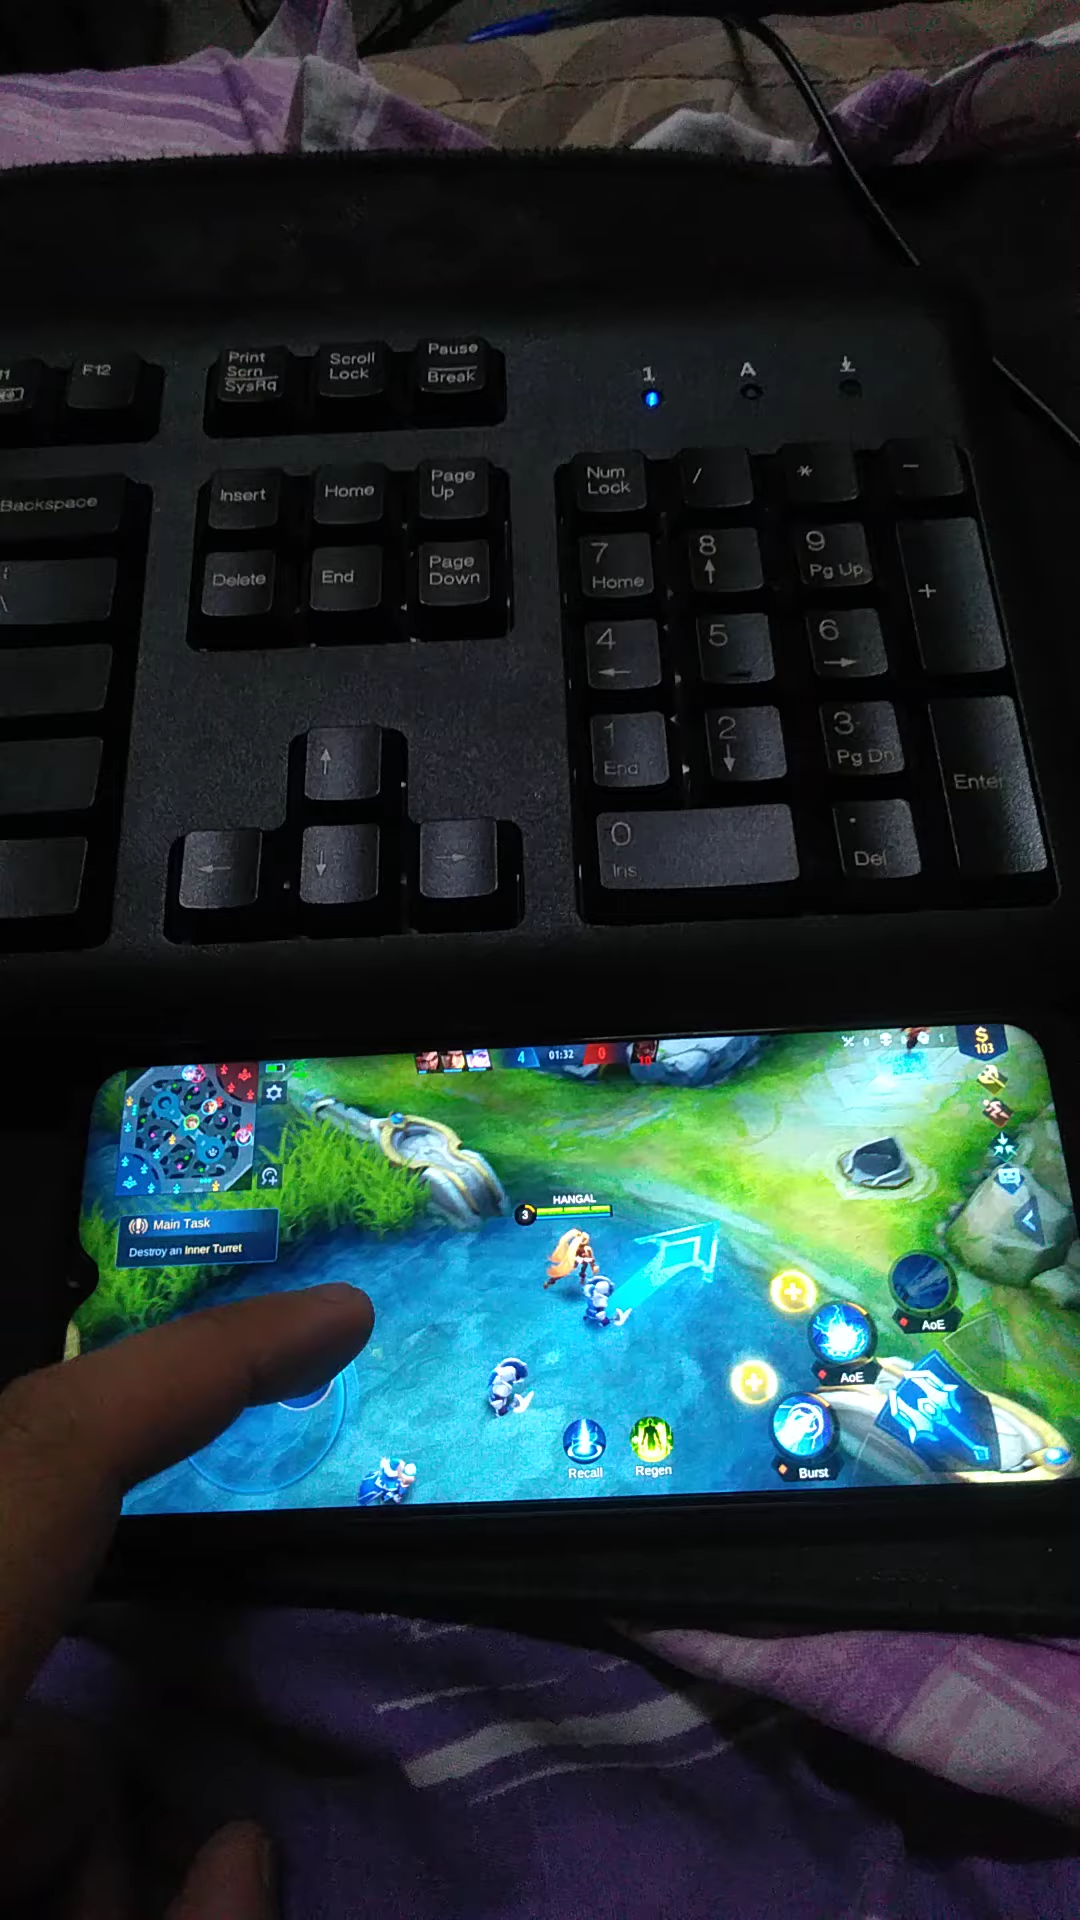 F12
Print
Scrn
SysRq
Scroll
Lock
Pause
Break
1
A
Backspace
Insert
Home
Page
Up
Num
Lock
/
*
-
Delete
End
Page
Down
7
Home
8
↑
9
Pg Up
+
{
\
4
←
5
6
→
1
End
2
↓
3
Pg Dn
Enter
↑
←
↓
→
0
Ins
.
Del
4
01:32
0
$
103
Main Task
Destroy an Inner Turret
HANGAL
3
10
AoE
AoE
Burst
Recall
Regen